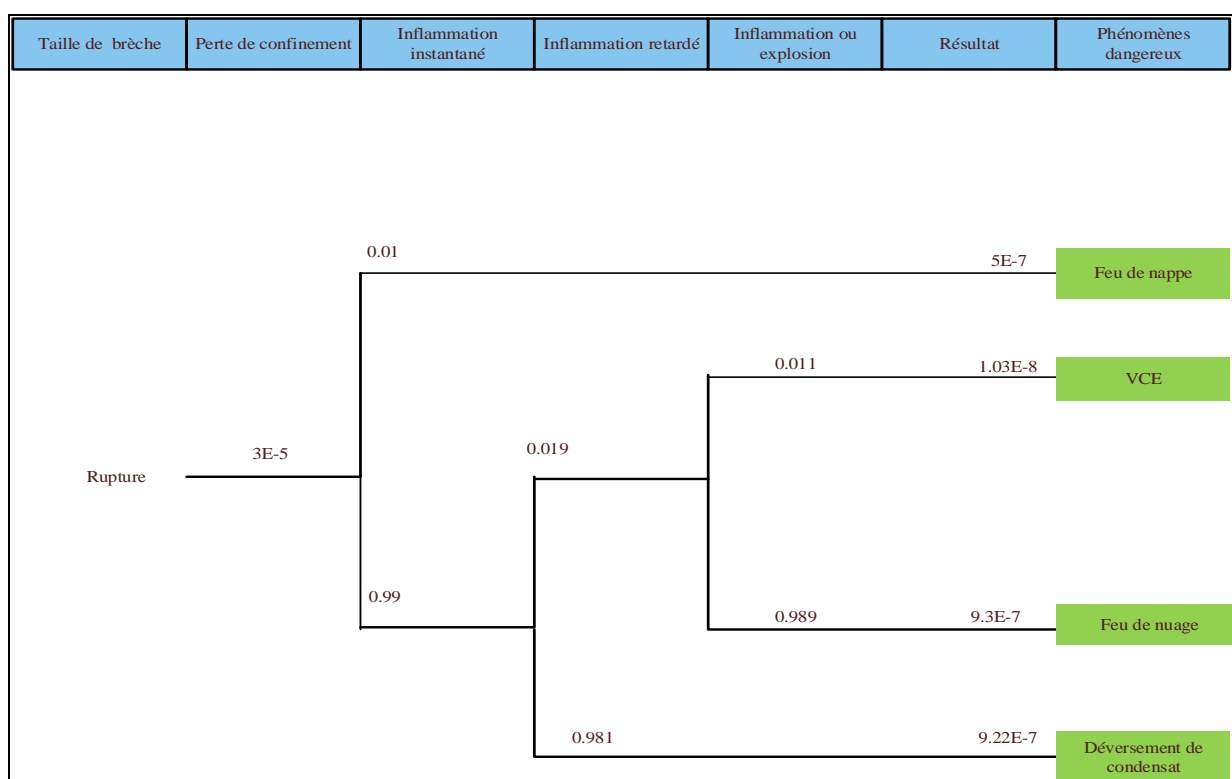 Taille de brèche
Perte de confinement
Inflammation
instantané
Inflammation retardé
Inflammation ou
explosion
Résultat
Phénomènes
dangereux
0.01
5E-7
Feu de nappe
0.011
1.03E-8
VCE
Rupture
3E-5
0.019
0.99
0.989
9.3E-7
Feu de nuage
0.981
9.22E-7
Déversement de
condensat